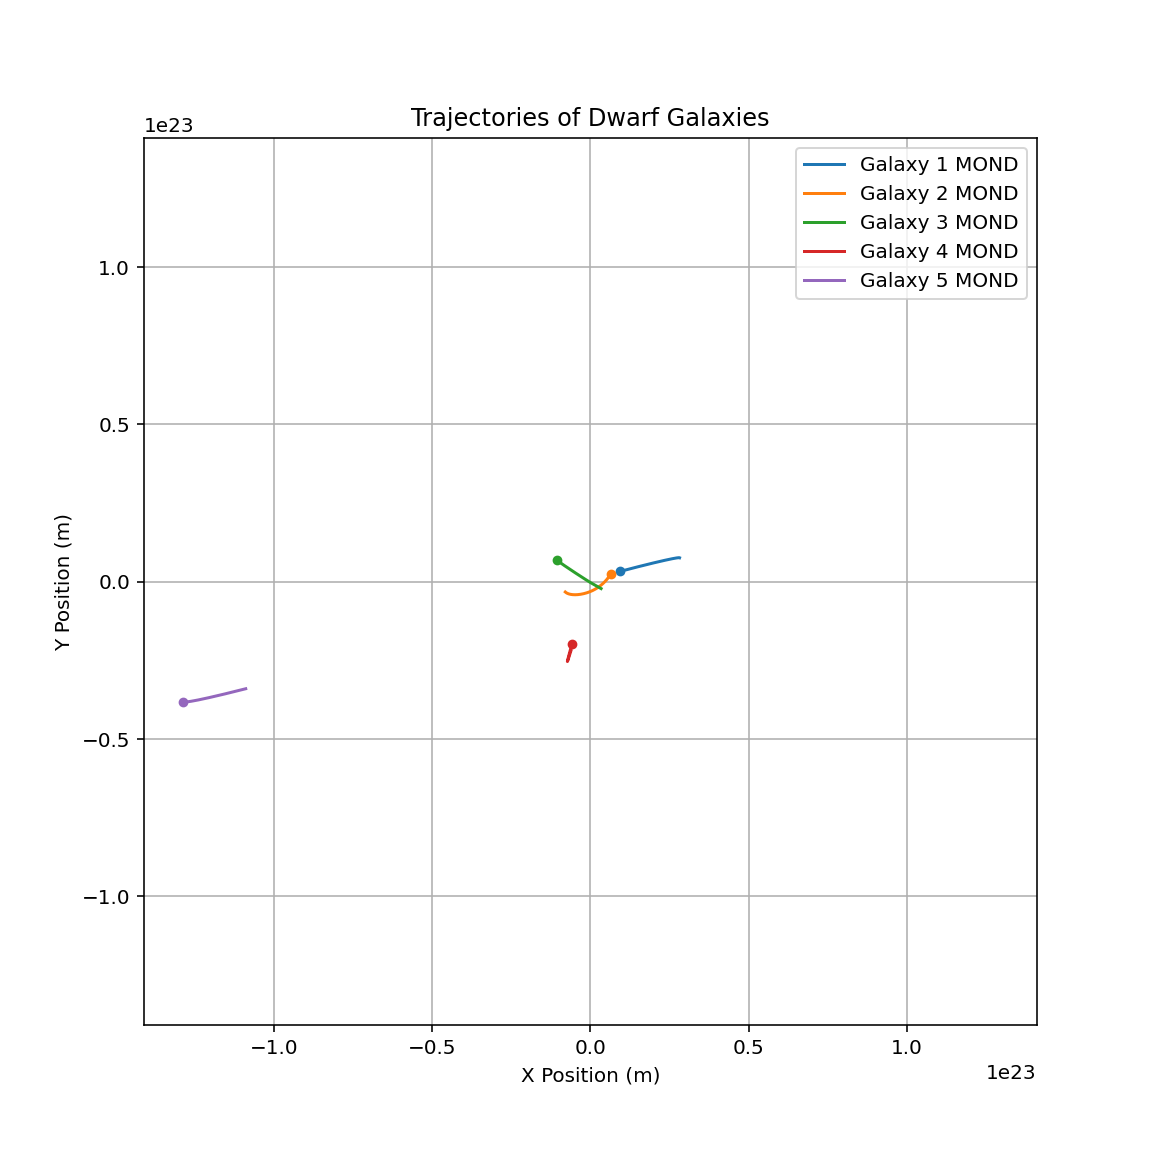 Trajectories of Dwarf Galaxies
1e23
Galaxy 1 MOND
Galaxy 2 MOND
Galaxy 3 MOND
Galaxy 4 MOND
Galaxy 5 MOND
1.0
0.5
0.0
−0.5
−1.0
Y Position (m)
−1.0
−0.5
0.0
0.5
1.0
1e23
X Position (m)